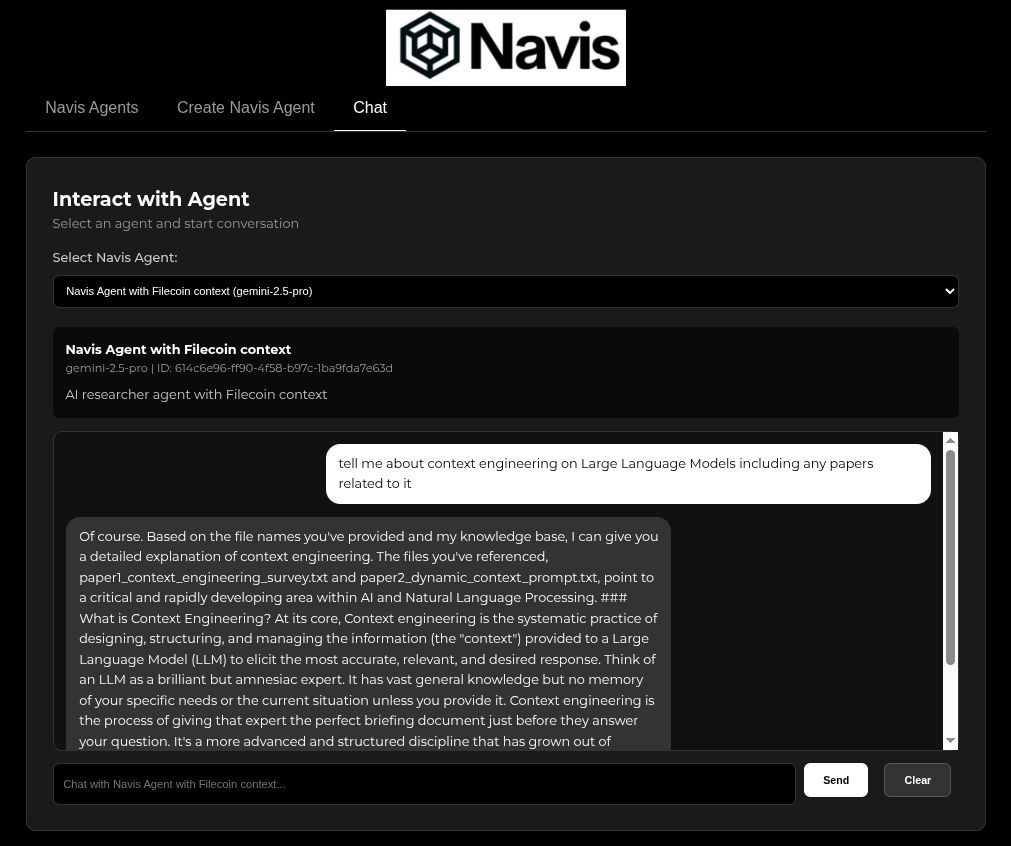 Navis
Navis Agents
Create Navis Agent
Chat
Interact with Agent
Select an agent and start conversation
Select Navis Agent:
Navis Agent with Filecoin context (gemini-2.5-pro)
Navis Agent with Filecoin context
gemini-2.5-pro | ID: 614c6e96-ff90-4f58-b97c-1ba9fda7e63d
AI researcher agent with Filecoin context
tell me about context engineering on Large Language Models including any papers
related to it
Of course. Based on the file names you've provided and my knowledge base, I can give you
a detailed explanation of context engineering. The files you've referenced,
paper1_context_engineering_survey.txt and paper2_dynamic_context_prompt.txt, point to
a critical and rapidly developing area within AI and Natural Language Processing. ###
What is Context Engineering? At its core, Context engineering is the systematic practice of
designing, structuring, and managing the information (the "context") provided to a Large
Language Model (LLM) to elicit the most accurate, relevant, and desired response. Think of
an LLM as a brilliant but amnesiac expert. It has vast general knowledge but no memory
of your specific needs or the current situation unless you provide it. Context engineering is
the process of giving that expert the perfect briefing document just before they answer
your question. It's a more advanced and structured discipline that has grown out of
Chat with Navis Agent with Filecoin context...
Send
Clear